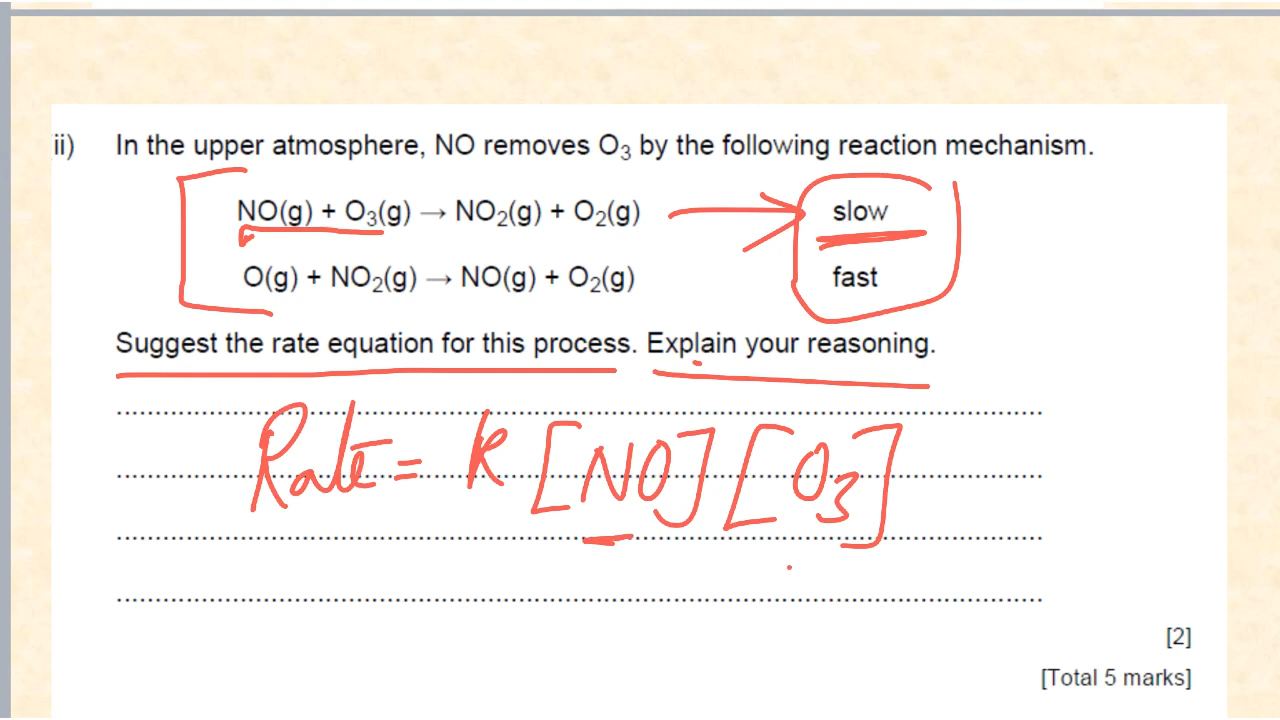 ii) In the upper atmosphere, NO removes O₃ by the following reaction mechanism.
NO(g) + O₃(g) → NO₂(g) + O₂(g) slow
O(g) + NO₂(g) → NO(g) + O₂(g) fast
Suggest the rate equation for this process. Explain your reasoning.
Rate = k [NO] [O₃]
[2]
[Total 5 marks]